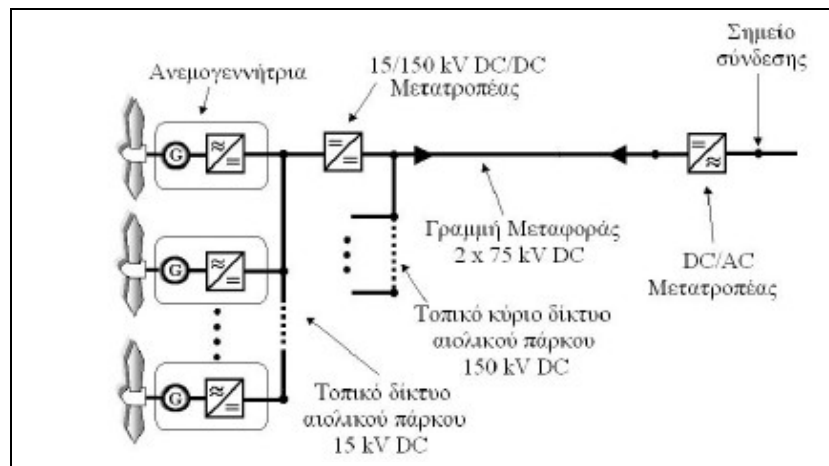 Ανεμογεννήτρια
15/150 kV DC/DC
Μετατροπέας
Σημείο
σύνδεσης
G
G
G
Γραμμή Μεταφοράς
2 x 75 kV DC
DC/AC
Μετατροπέας
Τοπικό κύριο δίκτυο
αιολικού πάρκου
150 kV DC
Τοπικό δίκτυο
αιολικού πάρκου
15 kV DC